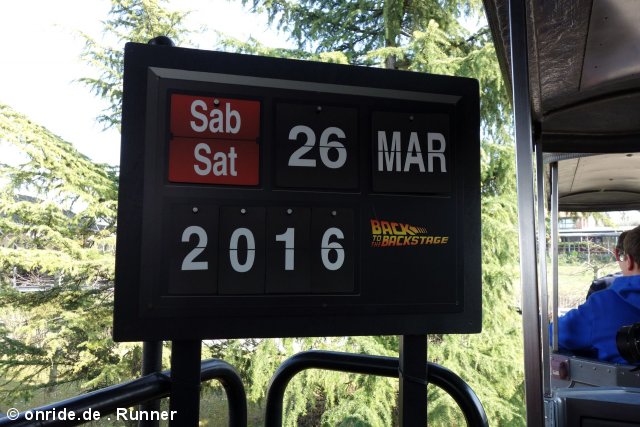 Sab
Sat
26 MAR
2016
BACK
TO THE BACKSTAGE
© onride.de . Runner